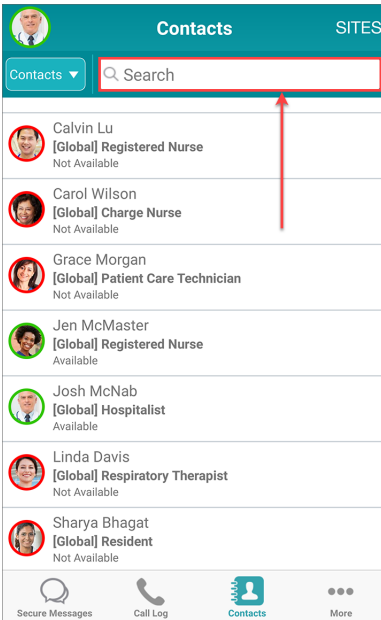 Contacts
SITES
Contacts ▼
Search
Calvin Lu
[Global] Registered Nurse
Not Available
Carol Wilson
[Global] Charge Nurse
Not Available
Grace Morgan
[Global] Patient Care Technician
Not Available
Jen McMaster
[Global] Registered Nurse
Available
Josh McNab
[Global] Hospitalist
Available
Linda Davis
[Global] Respiratory Therapist
Not Available
Sharya Bhagat
[Global] Resident
Not Available
Secure Messages
Call Log
Contacts
More